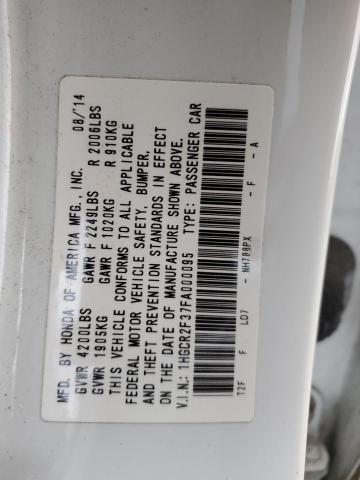 MFD. BY HONDA OF AMERICA MFG., INC. 08/'14
GVWR 4200LBS GAWR F 2249LBS R 2006LBS
GVWR 1905KG GAWR F 1020KG R 910KG
THIS VEHICLE CONFORMS TO ALL APPLICABLE
FEDERAL MOTOR VEHICLE SAFETY, BUMPER,
AND THEFT PREVENTION STANDARDS IN EFFECT
ON THE DATE OF MANUFACTURE SHOWN ABOVE.
V.I.N.: 1HGCR2F37FA000095 TYPE: PASSENGER CAR
T2F F LD7 - NH788PX - F - A